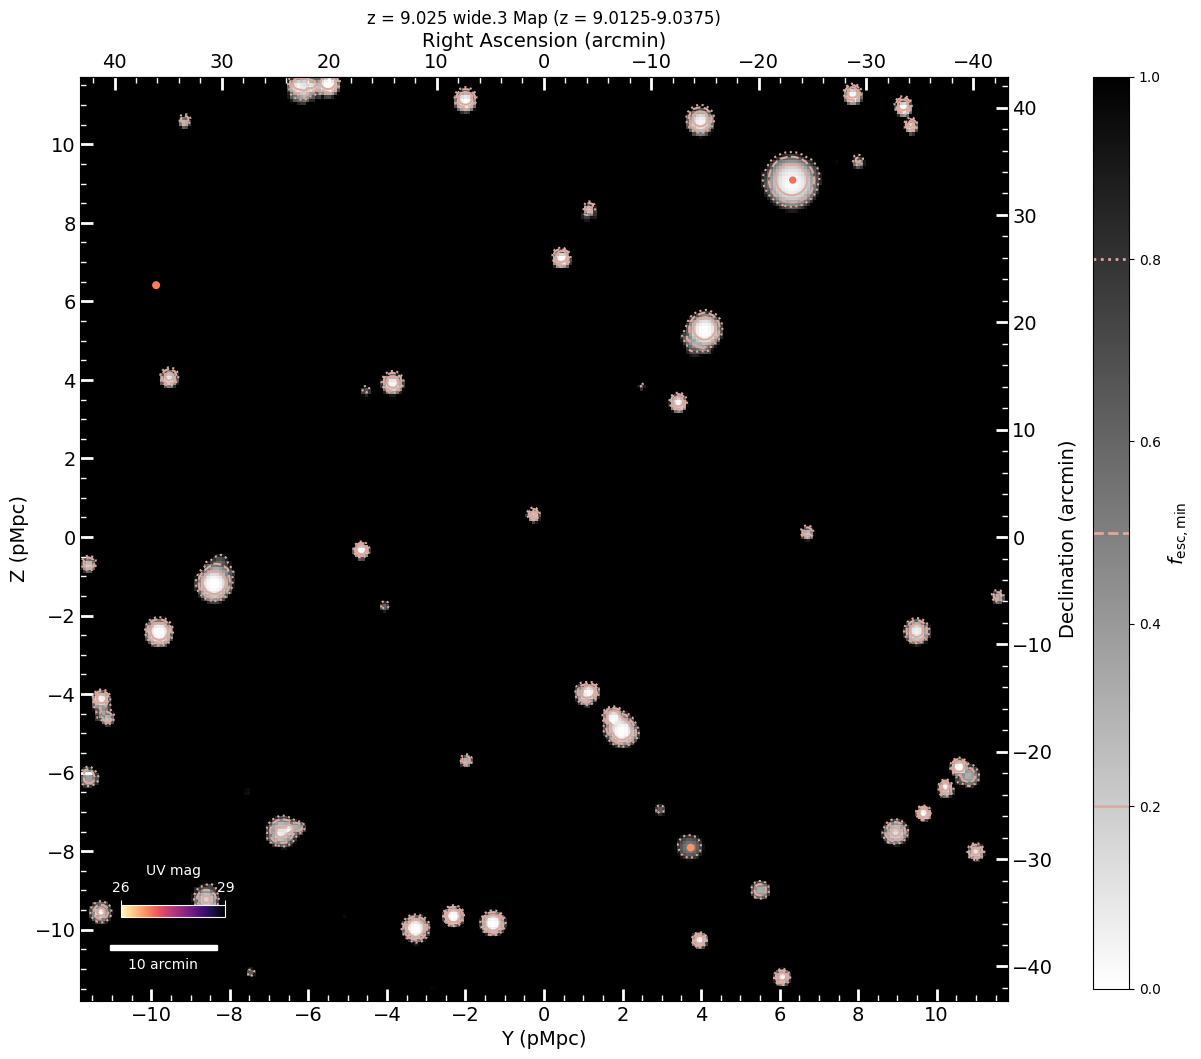 z = 9.025 wide.3 Map (z = 9.0125-9.0375)
Right Ascension (arcmin)
40 30 20 10 0 −10 −20 −30 −40
10
8
6
4
2
0
−2
−4
−6
−8
−10
Z (pMpc)
40
30
20
10
0
−10
−20
−30
−40
Declination (arcmin)
1.0
0.8
0.6
0.4
0.2
0.0
fesc, min
UV mag
26 29
10 arcmin
−10 −8 −6 −4 −2 0 2 4 6 8 10
Y (pMpc)